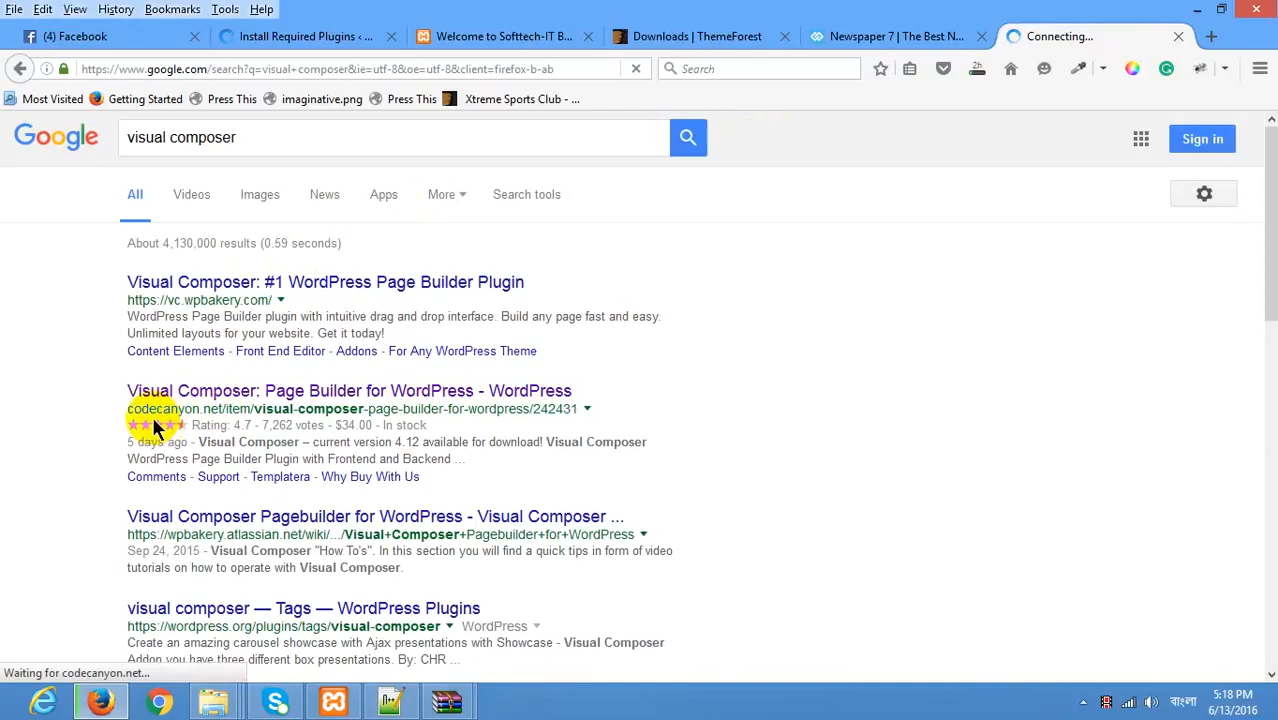 File Edit View History Bookmarks Tools Help
(4) Facebook
Install Required Plugins ‹ ...
Welcome to Softtech-IT B...
Downloads | ThemeForest
Newspaper 7 | The Best N...
Connecting...
https://www.google.com/search?q=visual+composer&ie=utf-8&oe=utf-8&client=firefox-b-ab
Search
2h
Most Visited Getting Started Press This imaginative.png Press This Xtreme Sports Club - ...
Google
visual composer
Sign in
All Videos Images News Apps More Search tools
About 4,130,000 results (0.59 seconds)
Visual Composer: #1 WordPress Page Builder Plugin
https://vc.wpbakery.com/
WordPress Page Builder plugin with intuitive drag and drop interface. Build any page fast and easy.
Unlimited layouts for your website. Get it today!
Content Elements - Front End Editor - Addons - For Any WordPress Theme
Visual Composer: Page Builder for WordPress - WordPress
codecanyon.net/item/visual-composer-page-builder-for-wordpress/242431
Rating: 4.7 - 7,262 votes - $34.00 - In stock
5 days ago - Visual Composer – current version 4.12 available for download! Visual Composer
WordPress Page Builder Plugin with Frontend and Backend ...
Comments - Support - Templatera - Why Buy With Us
Visual Composer Pagebuilder for WordPress - Visual Composer ...
https://wpbakery.atlassian.net/wiki/.../Visual+Composer+Pagebuilder+for+WordPress
Sep 24, 2015 - Visual Composer "How To's". In this section you will find a quick tips in form of video
tutorials on how to operate with Visual Composer.
visual composer — Tags — WordPress Plugins
https://wordpress.org/plugins/tags/visual-composer WordPress
Create an amazing carousel showcase with Ajax presentations with Showcase - Visual Composer
Addon you have three different box presentations. By: CHR ...
Waiting for codecanyon.net...
বাংলা
5:18 PM
6/13/2016